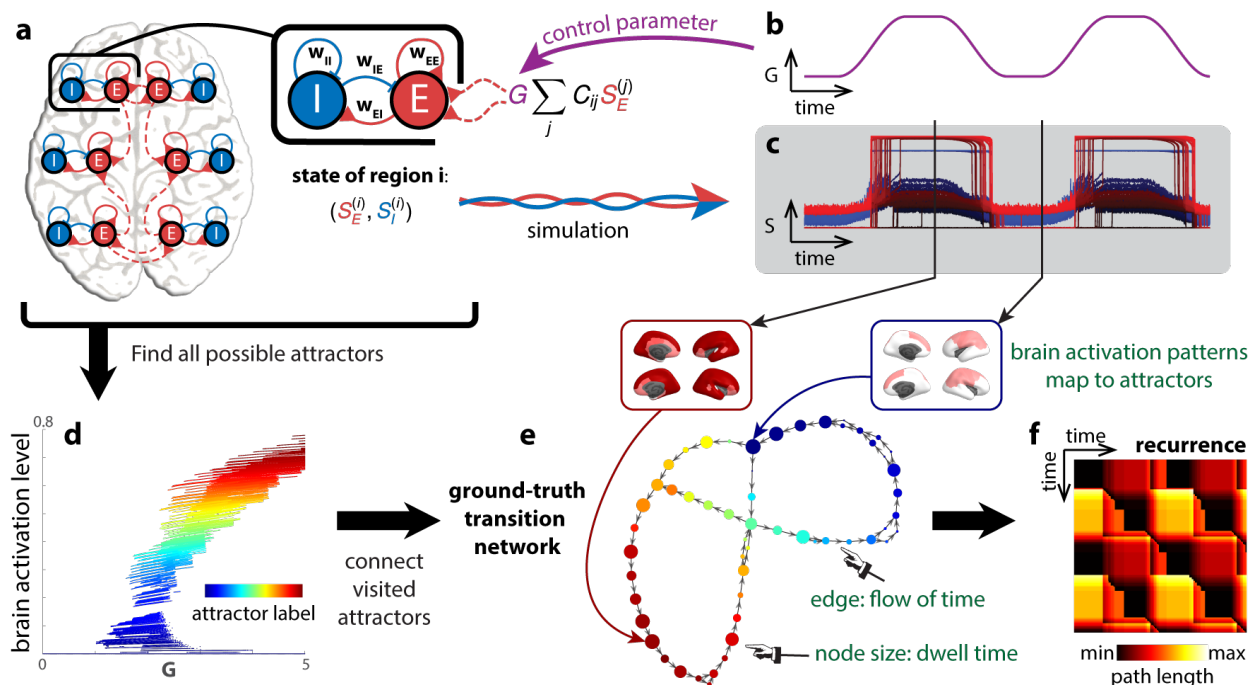 a
w_II
w_IE
w_EE
w_EI
I
E
I E E I
I E E I
I E E I
G ∑_j C_ij S_E^(j)
control parameter
state of region i:
(S_E^(i), S_I^(i))
simulation
b
G
time
c
S
time
Find all possible attractors
brain activation patterns
map to attractors
d
0.8
brain activation level
attractor label
0
G
5
connect
visited
attractors
e
ground-truth
transition
network
edge: flow of time
node size: dwell time
f
time
recurrence
time
min
max
path length